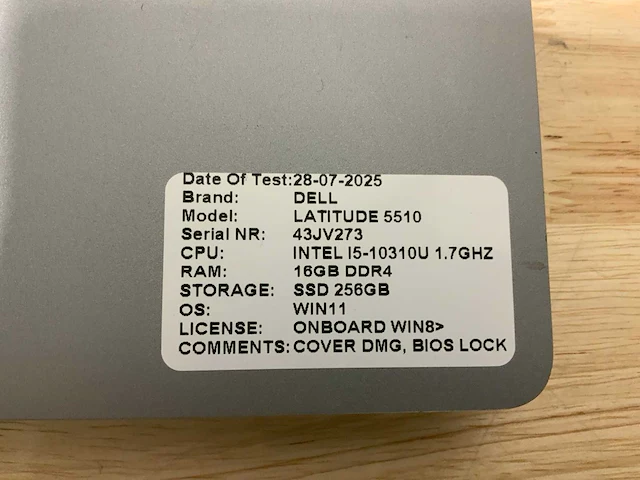 Date Of Test:28-07-2025
Brand: DELL
Model: LATITUDE 5510
Serial NR: 43JV273
CPU: INTEL I5-10310U 1.7GHZ
RAM: 16GB DDR4
STORAGE: SSD 256GB
OS: WIN11
LICENSE: ONBOARD WIN8>
COMMENTS: COVER DMG, BIOS LOCK